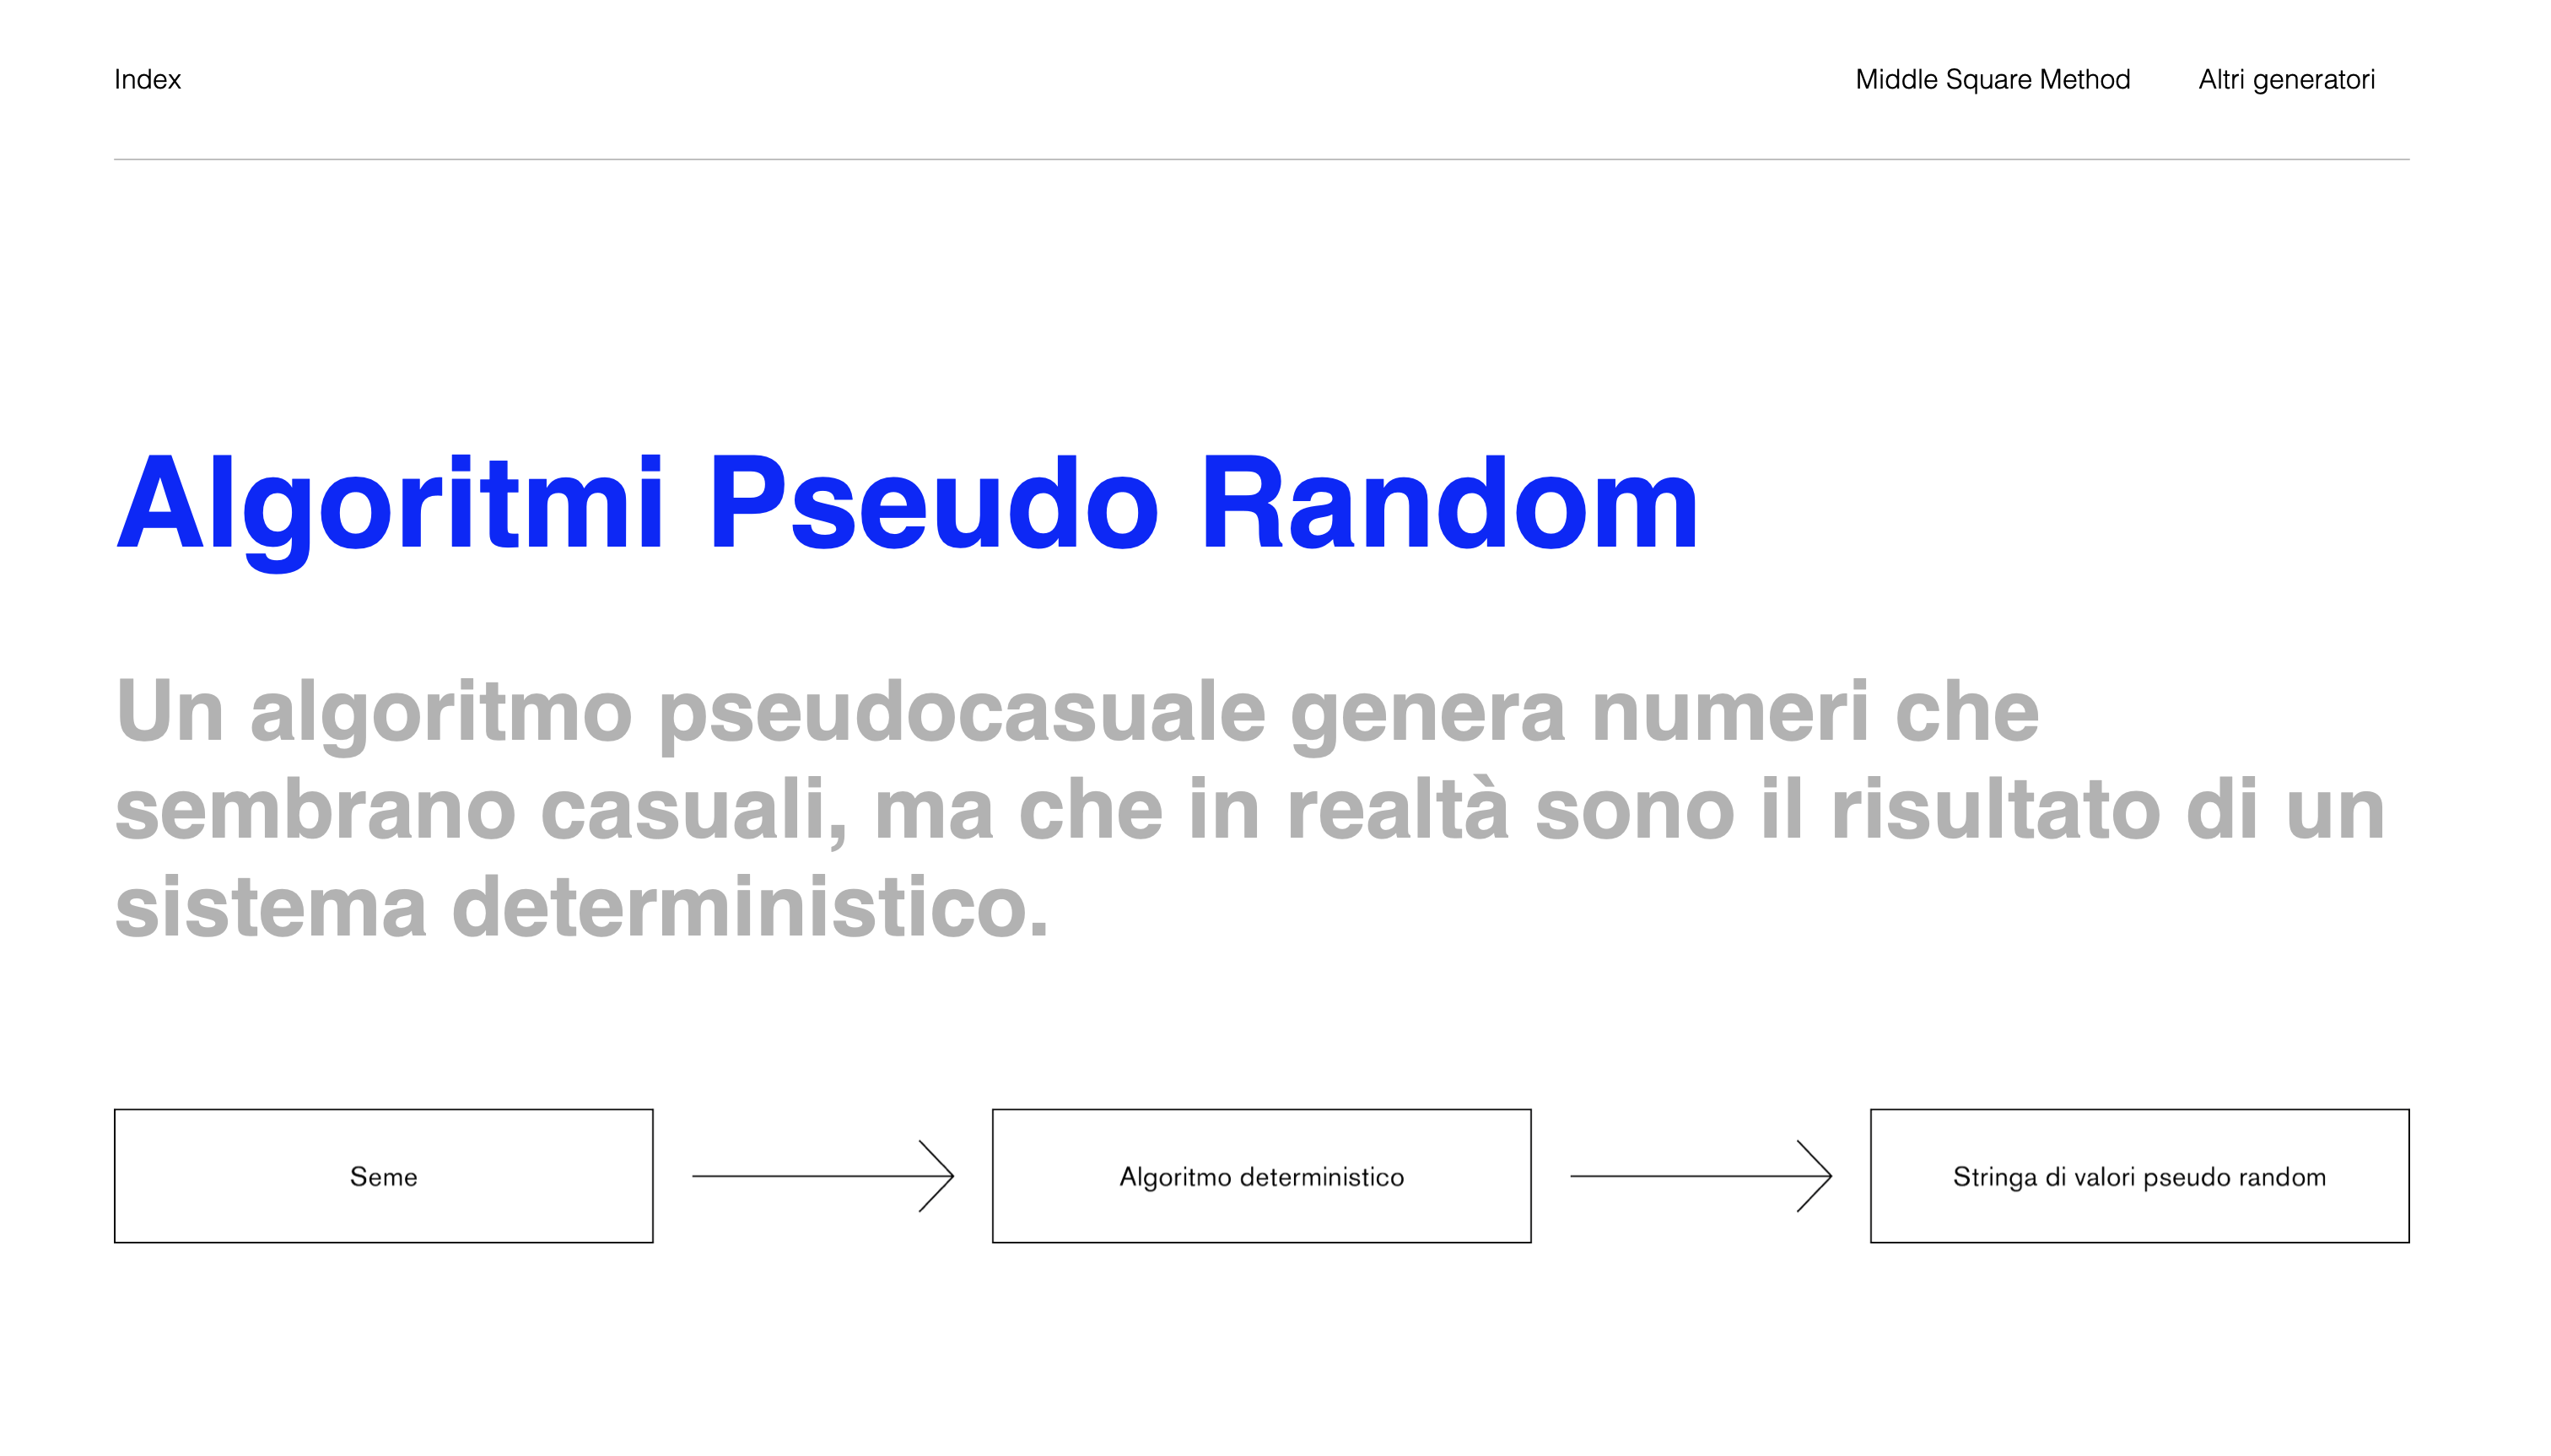 Index
Middle Square Method
Altri generatori
Algoritmi Pseudo Random
Un algoritmo pseudocasuale genera numeri che
sembrano casuali, ma che in realtà sono il risultato di un
sistema deterministico.
Seme
Algoritmo deterministico
Stringa di valori pseudo random